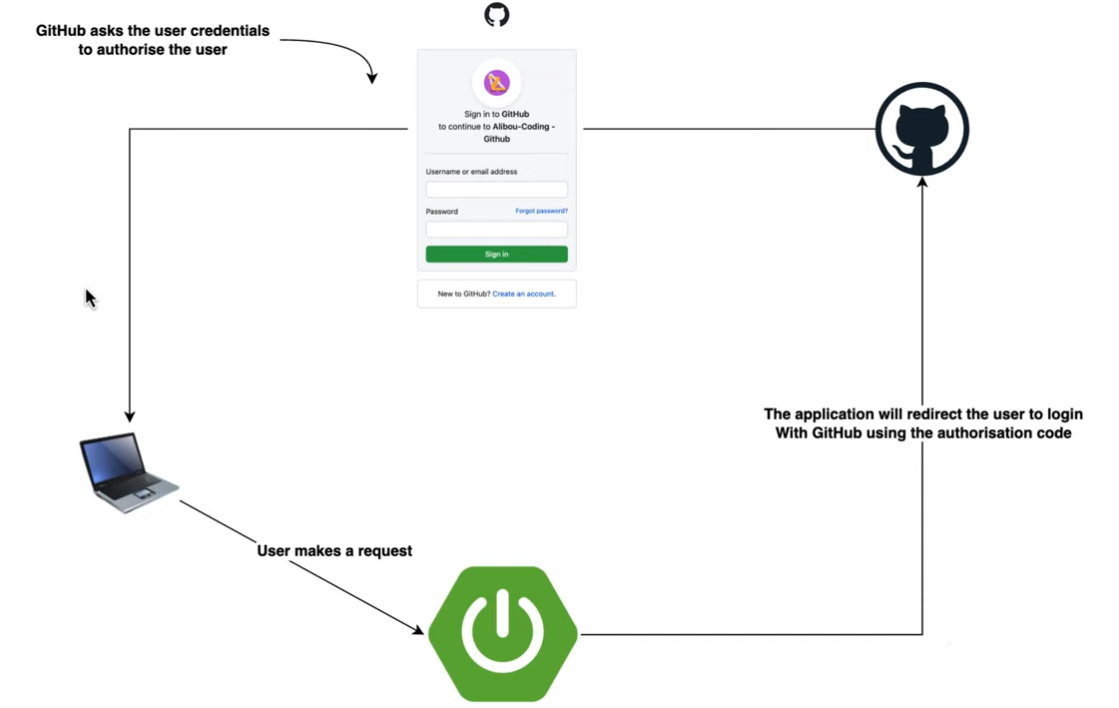 GitHub asks the user credentials
to authorise the user
Sign in to GitHub
to continue to Alibou-Coding -
Github
Username or email address
Password
Forgot password?
Sign in
New to GitHub? Create an account.
The application will redirect the user to login
With GitHub using the authorisation code
User makes a request